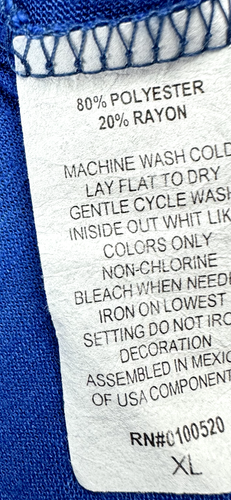 80% POLYESTER
20% RAYON
MACHINE WASH COLD
LAY FLAT TO DRY
GENTLE CYCLE WASH
INISIDE OUT WHIT LIK
COLORS ONLY
NON-CHLORINE
BLEACH WHEN NEEDE
IRON ON LOWEST
SETTING DO NOT IRO
DECORATION
ASSEMBLED IN MEXIC
OF USA COMPONENT
RN#0100520
XL